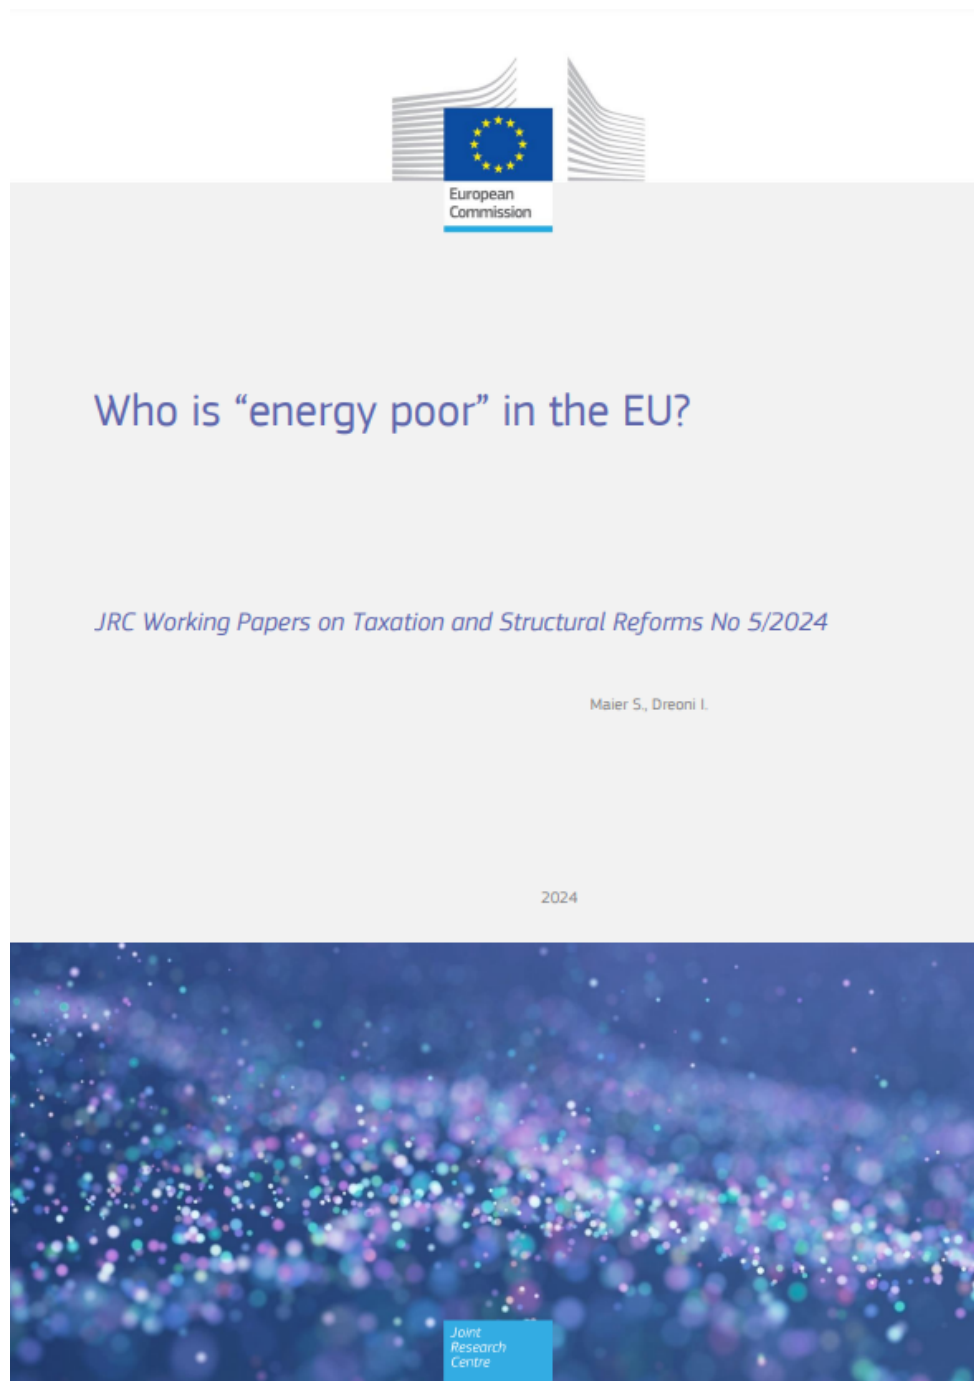 European
Commission
Who is “energy poor” in the EU?
JRC Working Papers on Taxation and Structural Reforms No 5/2024
Maier S., Dreoni I.
2024
Joint
Research
Centre